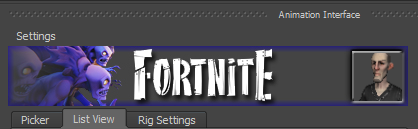 Animation Interface
Settings
FORTNITE
Picker List View Rig Settings